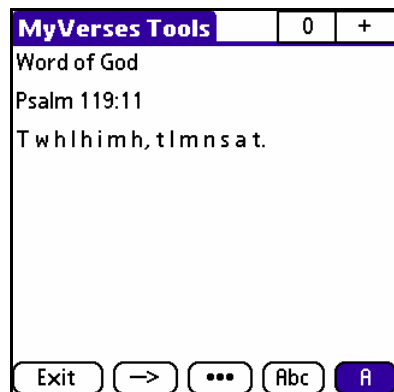 MyVerses Tools 0 +
Word of God
Psalm 119:11
T w h I h i m h, t I m n s a t.
Exit --> ••• Abc A